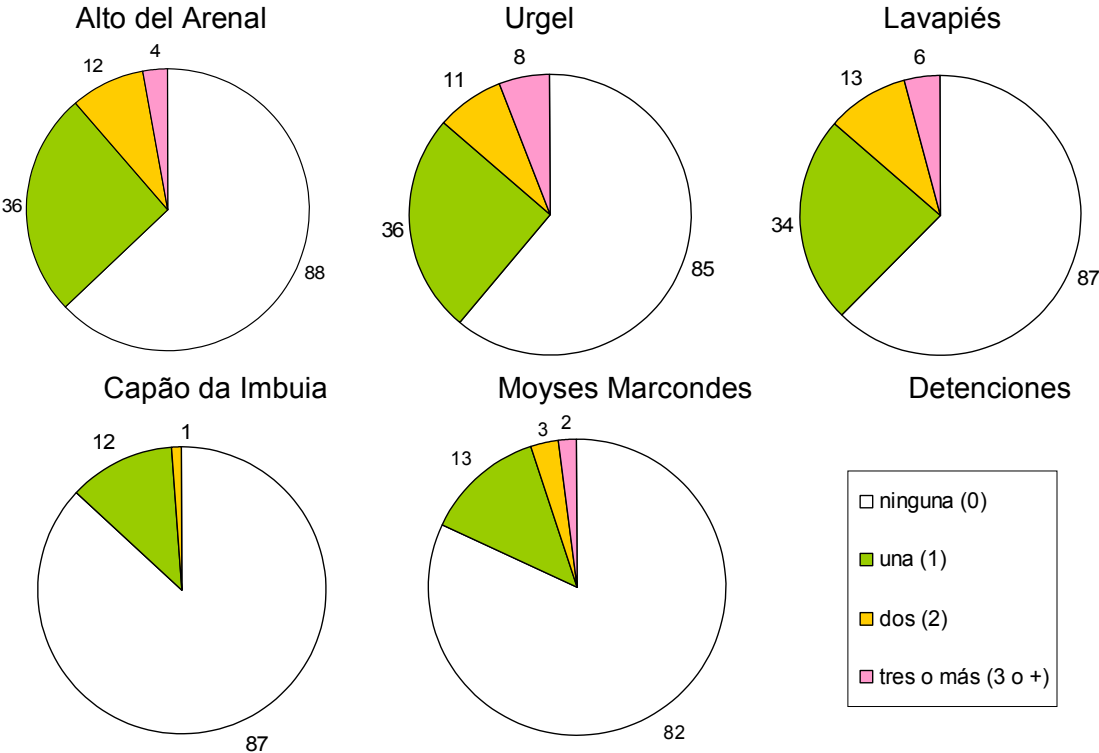 Alto del Arenal
4
12
36
88
Urgel
8
11
36
85
Lavapiés
6
13
34
87
Capão da Imbuia
1
12
87
Moyses Marcondes
2
3
13
82
Detenciones
ninguna (0)
una (1)
dos (2)
tres o más (3 o +)